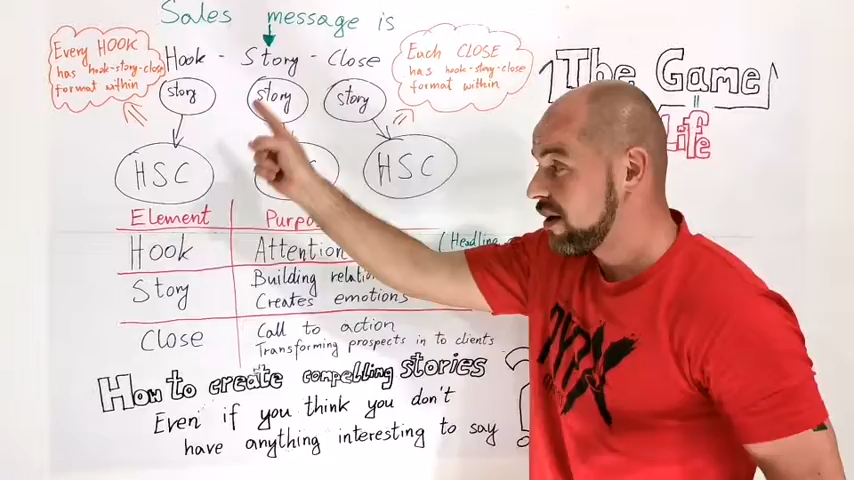 Sales message is
Every HOOK
has hook-story-close
format within
Hook - Story - Close
Each CLOSE
has hook-story-close
format within
The Game
=
Life
story
story
story
HSC
HSC
Element
Hook
Attention
(Headline
Story
Building
Creates emotions
Close
Call to action
Transforming prospects in to clients
How to create compelling stories ?
Even if you think you don't
have anything interesting to say